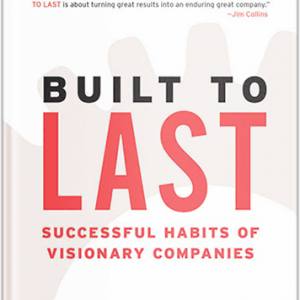 TO LAST is about turning great results into an enduring great company."
–Jim Collins
BUILT TO
LAST
SUCCESSFUL HABITS OF
VISIONARY COMPANIES